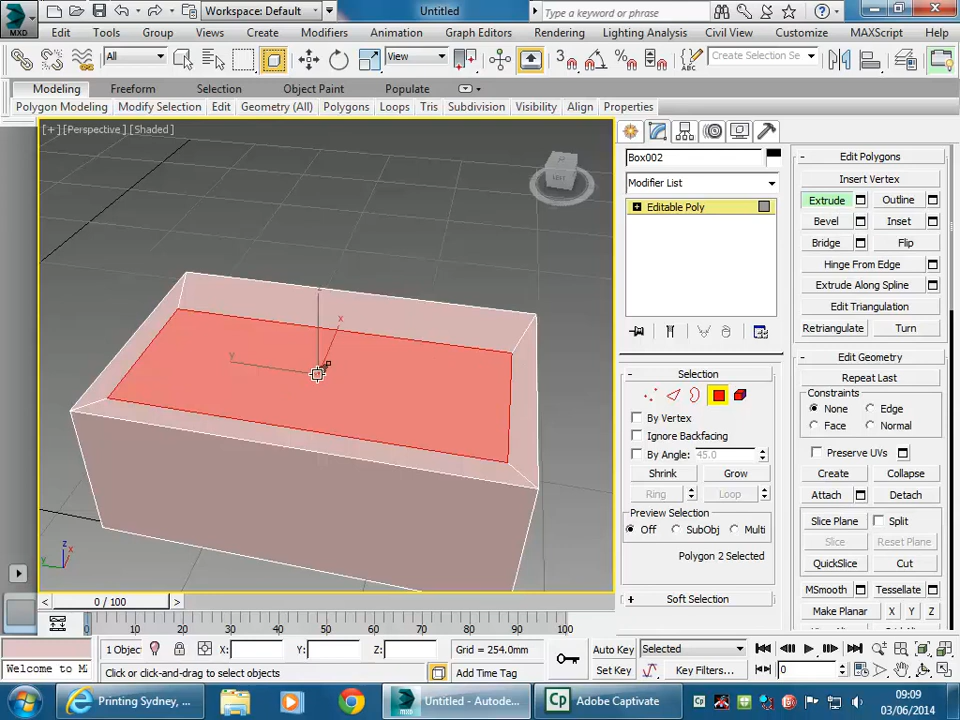 Workspace: Default
Untitled
Type a keyword or phrase
MXD
Edit Tools Group Views Create Modifiers Animation Graph Editors Rendering Lighting Analysis Civil View Customize MAXScript Help
All
View
3
Create Selection Se
Modeling Freeform Selection Object Paint Populate
Polygon Modeling Modify Selection Edit Geometry (All) Polygons Loops Tris Subdivision Visibility Align Properties
[+] [Perspective] [Shaded]
Box002
Modifier List
Editable Poly
Selection
By Vertex
Ignore Backfacing
By Angle: 45.0
Shrink Grow
Ring Loop
Preview Selection
Off SubObj Multi
Polygon 2 Selected
Soft Selection
Edit Polygons
Insert Vertex
Extrude Outline
Bevel Inset
Bridge Flip
Hinge From Edge
Extrude Along Spline
Edit Triangulation
Retriangulate Turn
Edit Geometry
Repeat Last
Constraints
None Edge
Face Normal
Preserve UVs
Create Collapse
Attach Detach
Slice Plane Split
Slice Reset Plane
QuickSlice Cut
MSmooth Tessellate
Make Planar X Y Z
x
y
z
x
y
0 / 100
0 10 20 30 40 50 60 70 80 90 100
1 Object X: Y: Z: Grid = 254.0mm
Auto Key Selected
Set Key Key Filters... 0
Welcome to M
Click or click-and-drag to select objects
Add Time Tag
Printing Sydney, ...
Untitled - Autode...
Adobe Captivate
09:09
03/06/2014